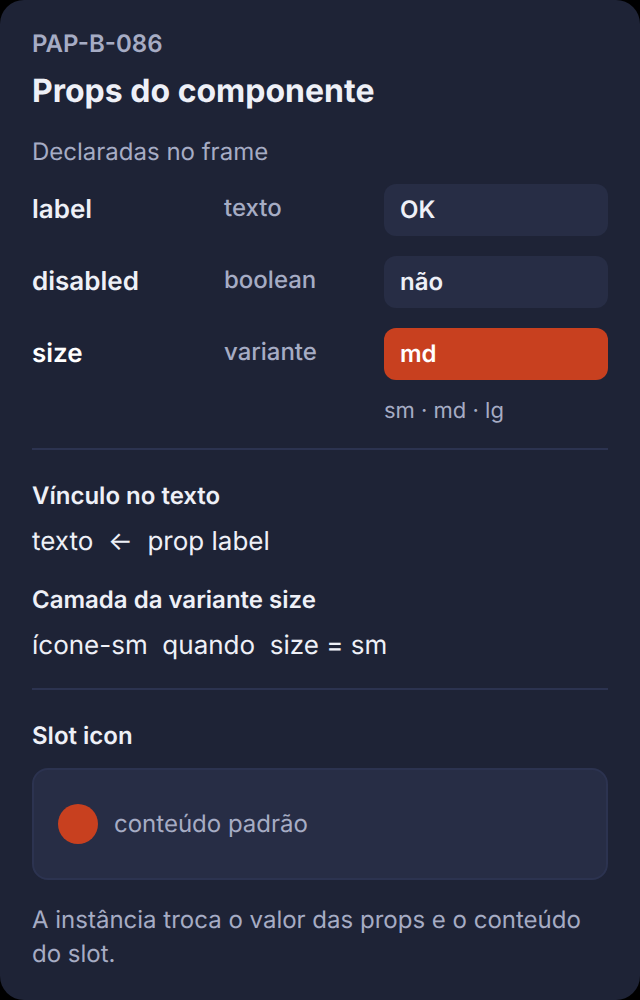 PAP-B-086
Props do componente
Declaradas no frame
label texto OK
disabled boolean não
size variante md
sm · md · lg
Vínculo no texto
texto ← prop label
Camada da variante size
ícone-sm quando size = sm
Slot icon
conteúdo padrão
A instância troca o valor das props e o conteúdo
do slot.